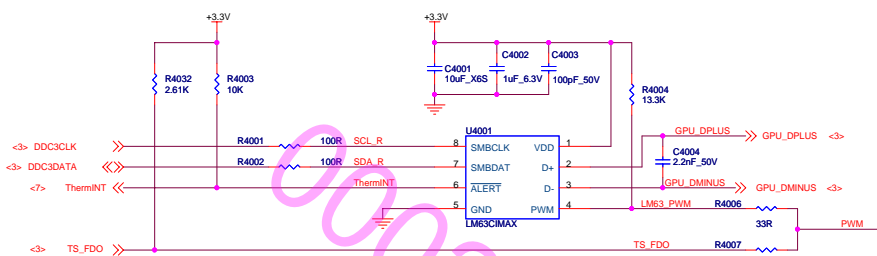 +3.3V
+3.3V
R4032
2.61K
R4003
10K
C4001
10uF_X6S
C4002
1uF_6.3V
C4003
100pF_50V
R4004
13.3K
U4001
<3> DDC3CLK
R4001
100R
SCL_R
8
SMBCLK
VDD
1
GPU_DPLUS
GPU_DPLUS <3>
<3> DDC3DATA
R4002
100R
SDA_R
7
SMBDAT
D+
2
C4004
2.2nF_50V
<7> ThermINT
ThermINT
6
ALERT
D-
3
GPU_DMINUS
GPU_DMINUS <3>
5
GND
PWM
4
LM63_PWM
R4006
LM63CIMAX
33R
PWM
<3> TS_FDO
TS_FDO
R4007